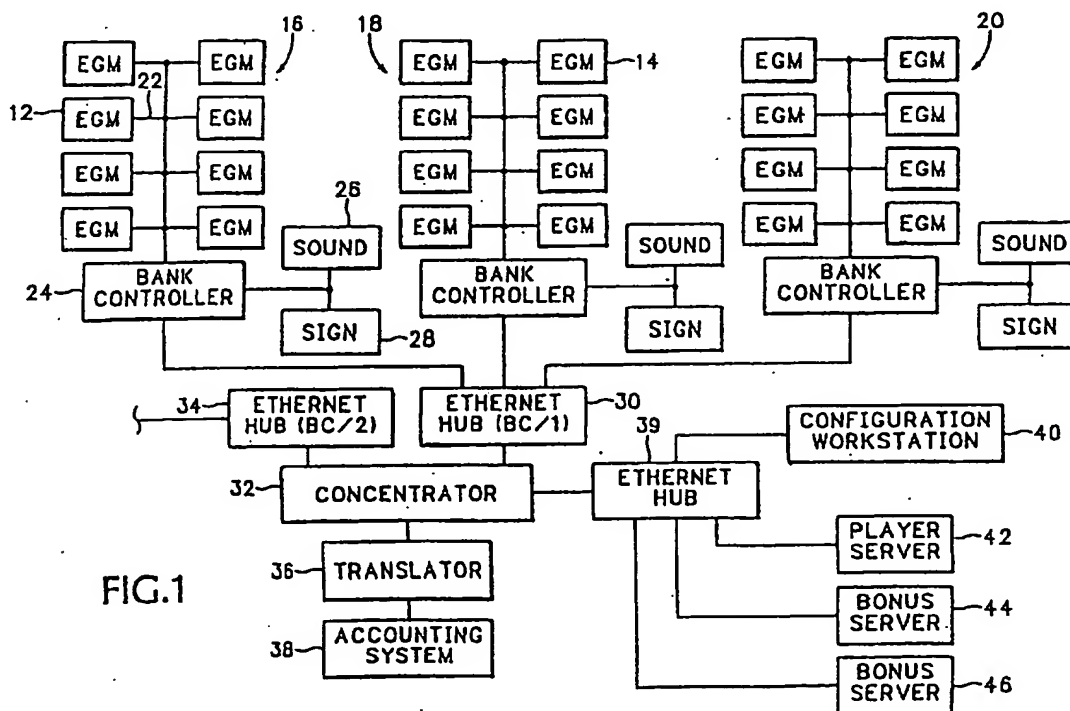 16
18
20
EGM EGM
EGM EGM 14
EGM EGM
12 EGM 22 EGM
EGM EGM
EGM EGM
EGM EGM
EGM EGM
EGM EGM
EGM EGM
EGM EGM
EGM EGM
26
SOUND
SOUND
SOUND
24 BANK
CONTROLLER
BANK
CONTROLLER
BANK
CONTROLLER
SIGN
28
SIGN
SIGN
34 ETHERNET
HUB (BC/2)
ETHERNET
HUB (BC/1)
30
39
CONFIGURATION
WORKSTATION
40
32 CONCENTRATOR
ETHERNET
HUB
PLAYER
SERVER
42
36 TRANSLATOR
FIG.1
BONUS
SERVER
44
38 ACCOUNTING
SYSTEM
BONUS
SERVER
46